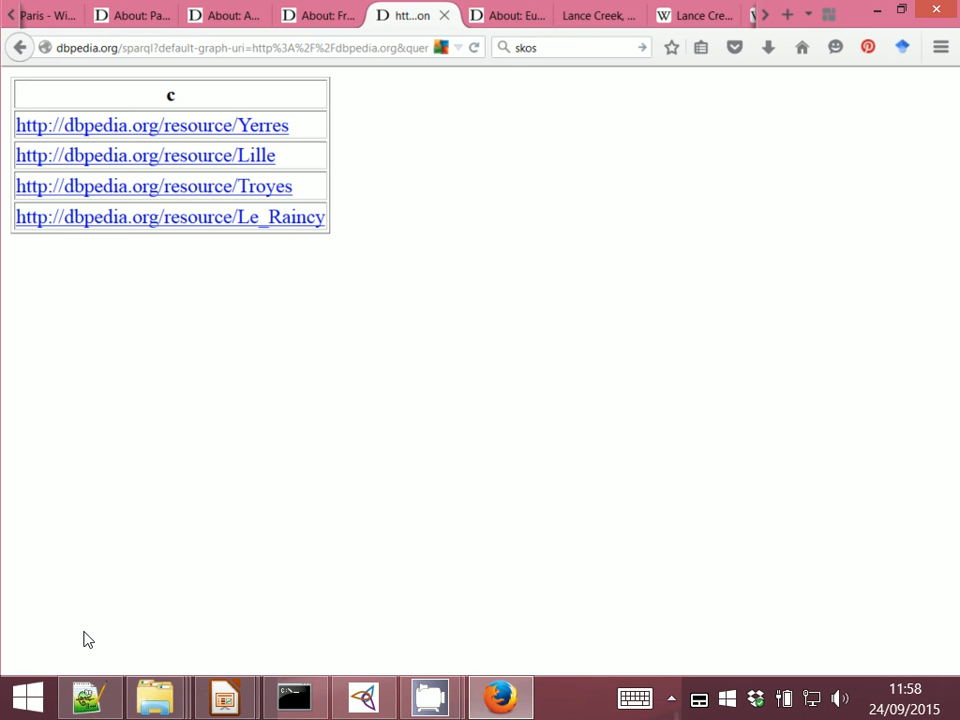 Paris - Wi...
About: Pa...
About: A...
About: Fr...
htt...on
About: Eu...
Lance Creek, ...
Lance Cre...
dbpedia.org/sparql?default-graph-uri=http%3A%2F%2Fdbpedia.org&quer
skos
c
http://dbpedia.org/resource/Yerres
http://dbpedia.org/resource/Lille
http://dbpedia.org/resource/Troyes
http://dbpedia.org/resource/Le_Raincy
11:58
24/09/2015